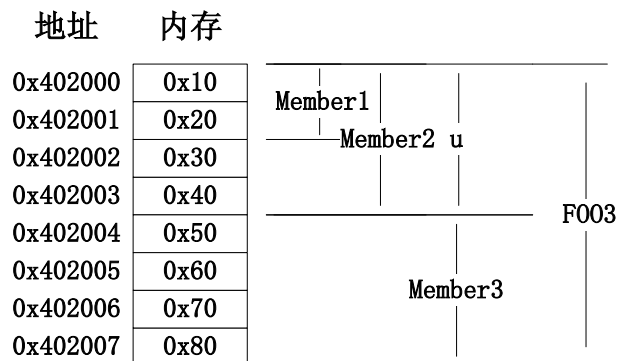 地址 内存
0x402000 0x10
0x402001 0x20 Member1
0x402002 0x30 Member2 u
0x402003 0x40
0x402004 0x50 FOO3
0x402005 0x60
0x402006 0x70 Member3
0x402007 0x80